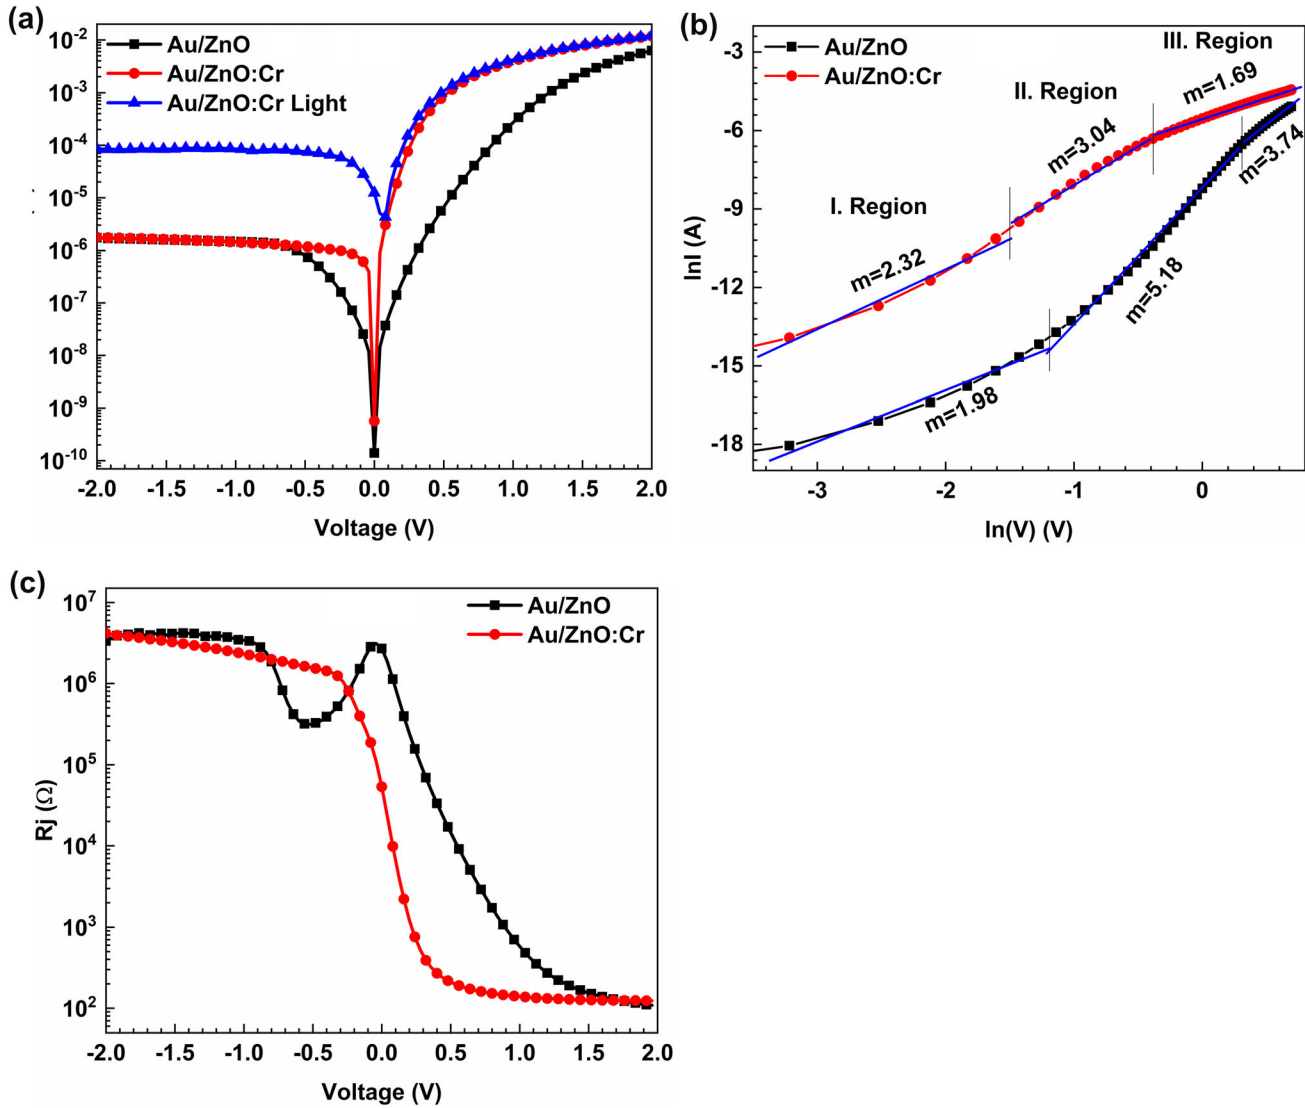 (a)
Au/ZnO
Au/ZnO:Cr
Au/ZnO:Cr Light
10⁻²
10⁻³
10⁻⁴
10⁻⁵
10⁻⁶
10⁻⁷
10⁻⁸
10⁻⁹
10⁻¹⁰
-2.0 -1.5 -1.0 -0.5 0.0 0.5 1.0 1.5 2.0
Voltage (V)
(b)
Au/ZnO
Au/ZnO:Cr
III. Region
II. Region
I. Region
m=1.69
m=3.04
m=3.74
m=2.32
m=5.18
m=1.98
lnI (A)
-3
-6
-9
-12
-15
-18
-3 -2 -1 0
ln(V) (V)
(c)
Au/ZnO
Au/ZnO:Cr
Rj (Ω)
10⁷
10⁶
10⁵
10⁴
10³
10²
-2.0 -1.5 -1.0 -0.5 0.0 0.5 1.0 1.5 2.0
Voltage (V)